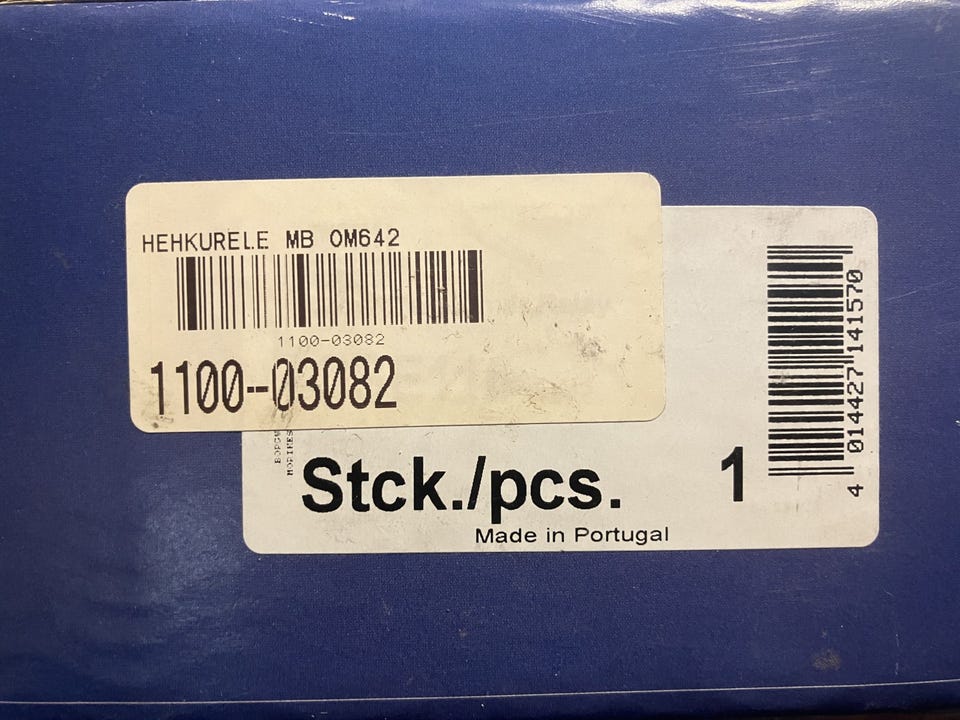 HEHKURELE MB OM642
1100-03082
1100-03082
Stck./pcs. 1
Made in Portugal
4 014427 141570